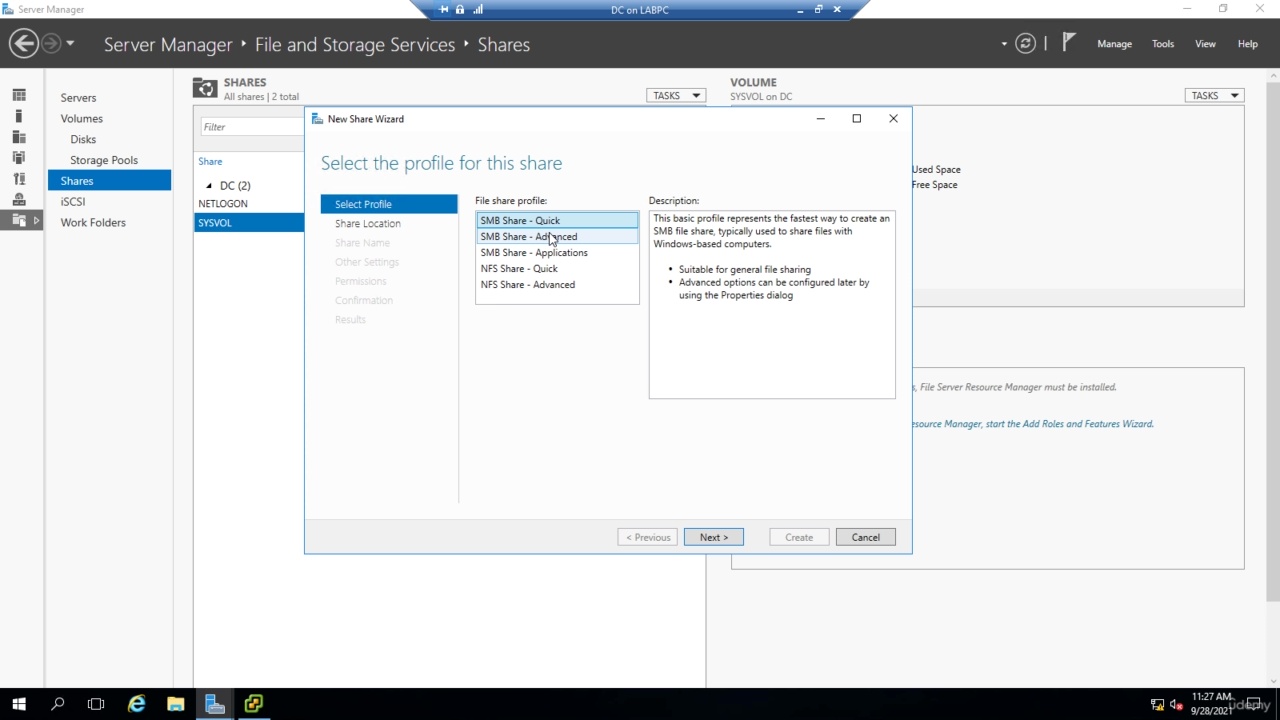 Server Manager
DC on LABPC
Server Manager ‣ File and Storage Services ‣ Shares
Manage Tools View Help
Servers
Volumes
Disks
Storage Pools
Shares
iSCSI
Work Folders
SHARES
All shares | 2 total
TASKS
Filter
Share
DC (2)
NETLOGON
SYSVOL
VOLUME
SYSVOL on DC
TASKS
Used Space
Free Space
, File Server Resource Manager must be installed.
esource Manager, start the Add Roles and Features Wizard.
New Share Wizard
Select the profile for this share
Select Profile
Share Location
Share Name
Other Settings
Permissions
Confirmation
Results
File share profile:
SMB Share - Quick
SMB Share - Advanced
SMB Share - Applications
NFS Share - Quick
NFS Share - Advanced
Description:
This basic profile represents the fastest way to create an
SMB file share, typically used to share files with
Windows-based computers.
• Suitable for general file sharing
• Advanced options can be configured later by
using the Properties dialog
< Previous
Next >
Create
Cancel
11:27 AM
9/28/2021
udemy